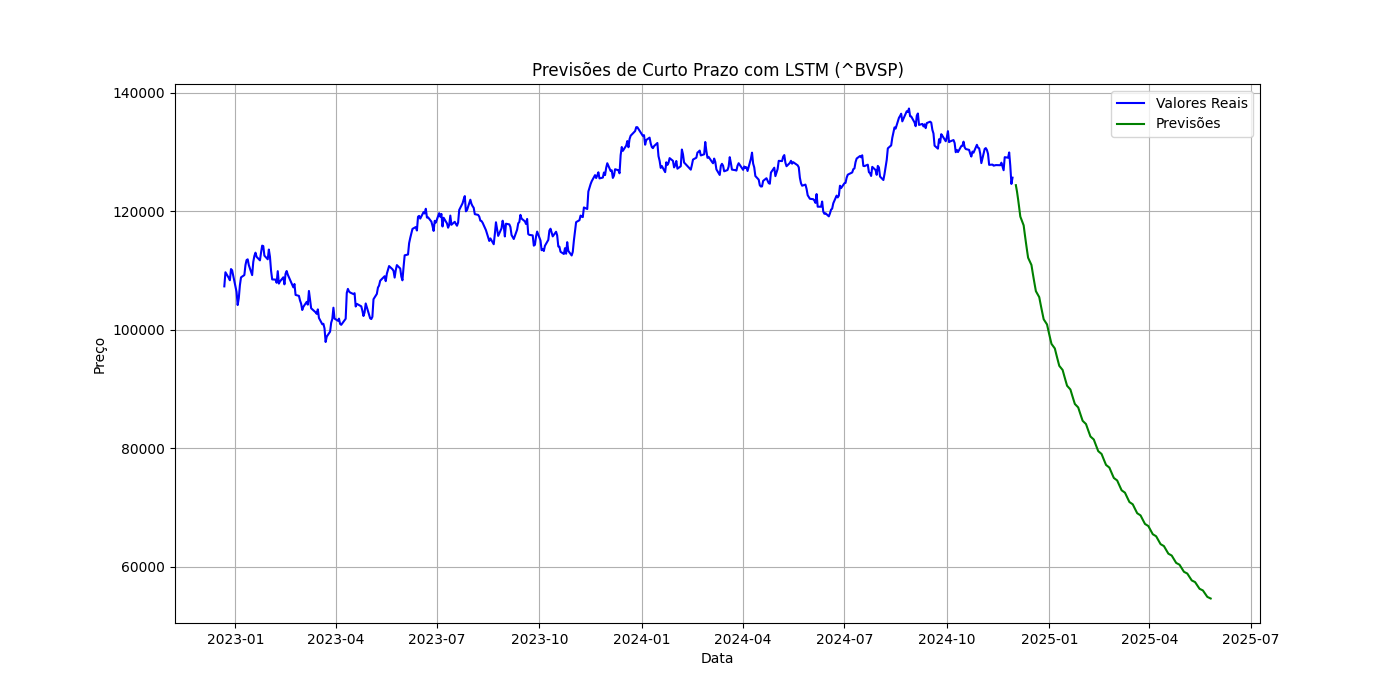 Previsões de Curto Prazo com LSTM (^BVSP)
Valores Reais
Previsões
Preço
140000
120000
100000
80000
60000
2023-01 2023-04 2023-07 2023-10 2024-01 2024-04 2024-07 2024-10 2025-01 2025-04 2025-07
Data